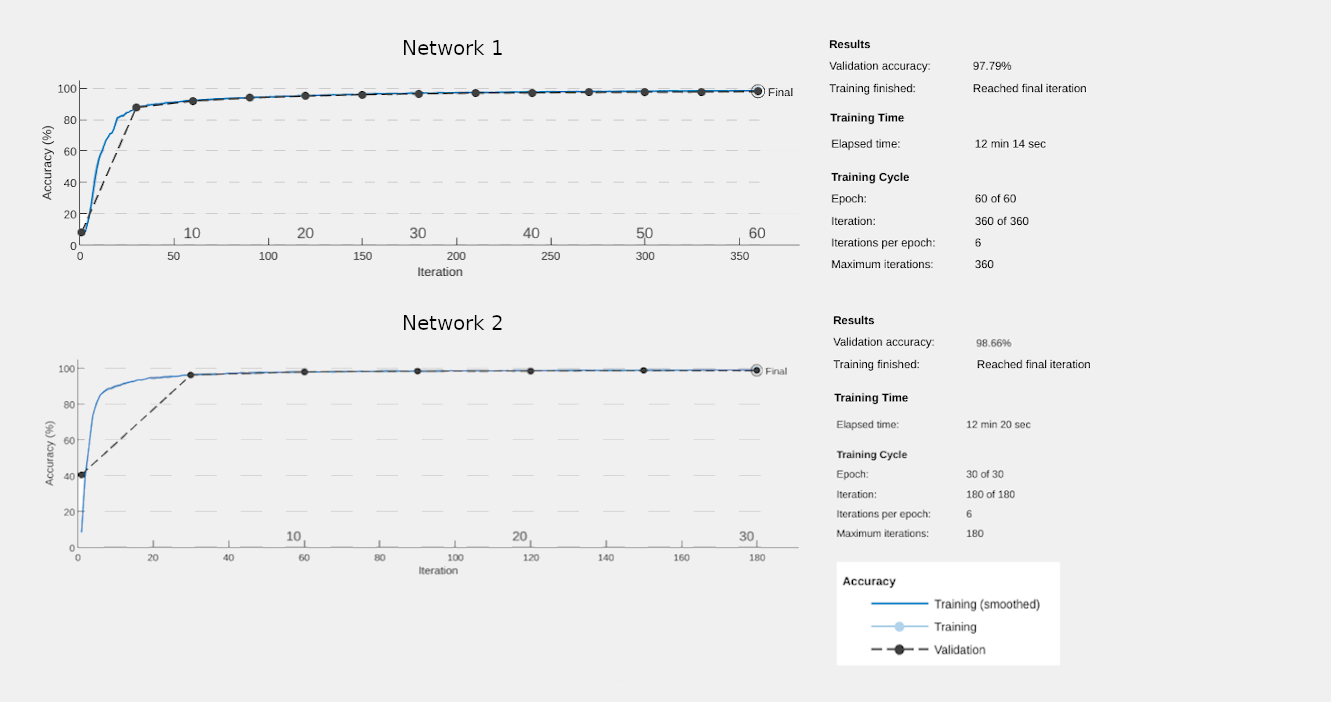 Network 1
100
80
60
40
20
0
Accuracy (%)
Final
10 20 30 40 50 60
0 50 100 150 200 250 300 350
Iteration
Results
Validation accuracy: 97.79%
Training finished: Reached final iteration
Training Time
Elapsed time: 12 min 14 sec
Training Cycle
Epoch: 60 of 60
Iteration: 360 of 360
Iterations per epoch: 6
Maximum iterations: 360
Network 2
100
80
60
40
20
0
Accuracy (%)
Final
10 20 30
0 20 40 60 80 100 120 140 160 180
Iteration
Results
Validation accuracy: 98.66%
Training finished: Reached final iteration
Training Time
Elapsed time: 12 min 20 sec
Training Cycle
Epoch: 30 of 30
Iteration: 180 of 180
Iterations per epoch: 6
Maximum iterations: 180
Accuracy
Training (smoothed)
Training
Validation